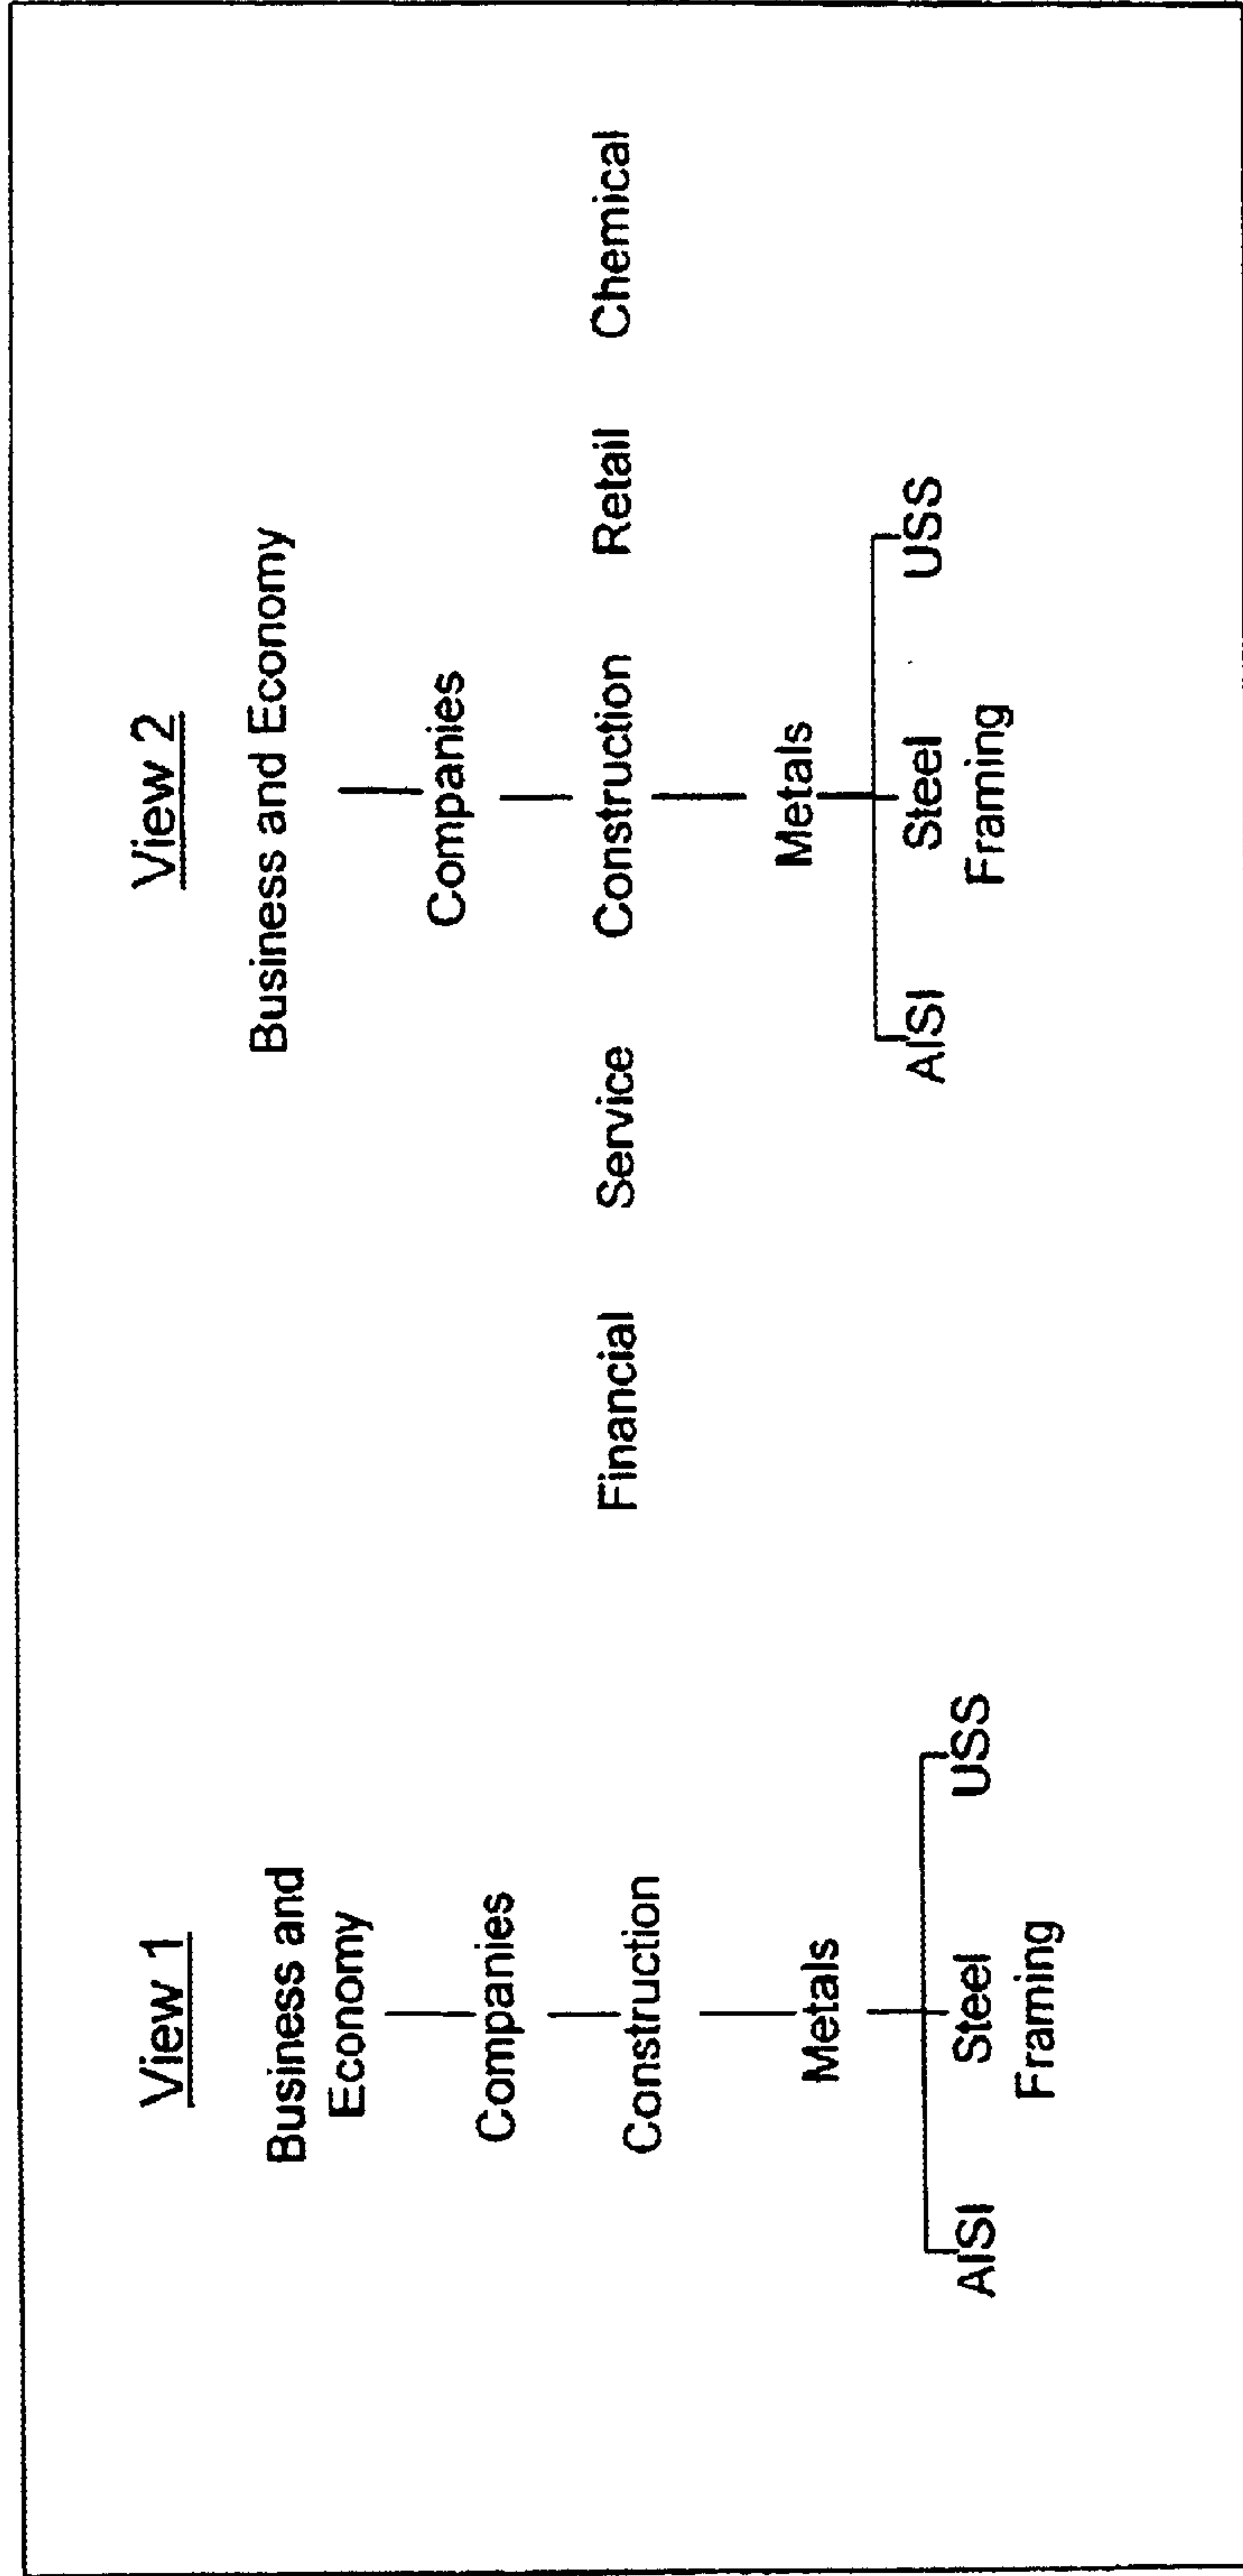 View 1
Business and
Economy
Companies
Construction
Metals
AISI Steel USS
Framing
View 2
Business and Economy
Companies
Financial Service Construction Retail Chemical
Metals
AISI Steel USS
Framing